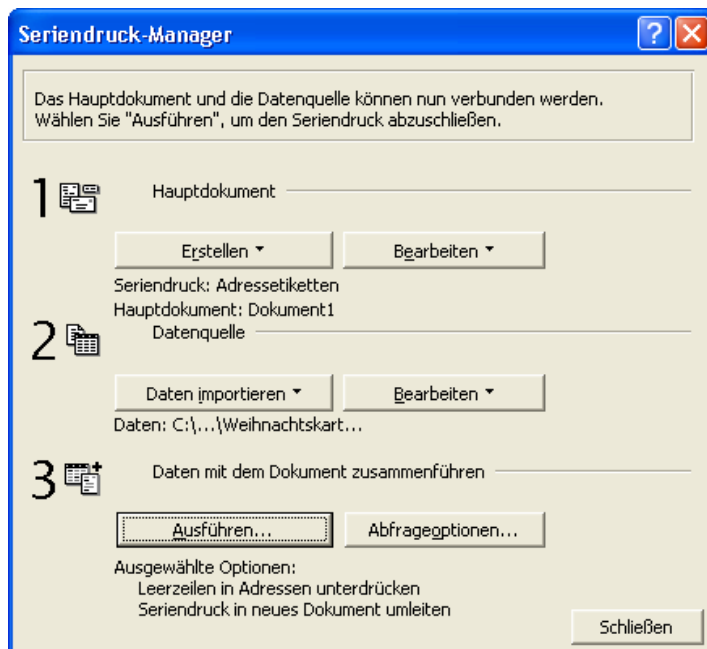 Seriendruck-Manager
Das Hauptdokument und die Datenquelle können nun verbunden werden.
Wählen Sie "Ausführen", um den Seriendruck abzuschließen.
1 Hauptdokument
Erstellen Bearbeiten
Seriendruck: Adressetiketten
Hauptdokument: Dokument1
2 Datenquelle
Daten importieren Bearbeiten
Daten: C:\...\Weihnachtskart...
3 Daten mit dem Dokument zusammenführen
Ausführen... Abfrageoptionen...
Ausgewählte Optionen:
Leerzeilen in Adressen unterdrücken
Seriendruck in neues Dokument umleiten
Schließen